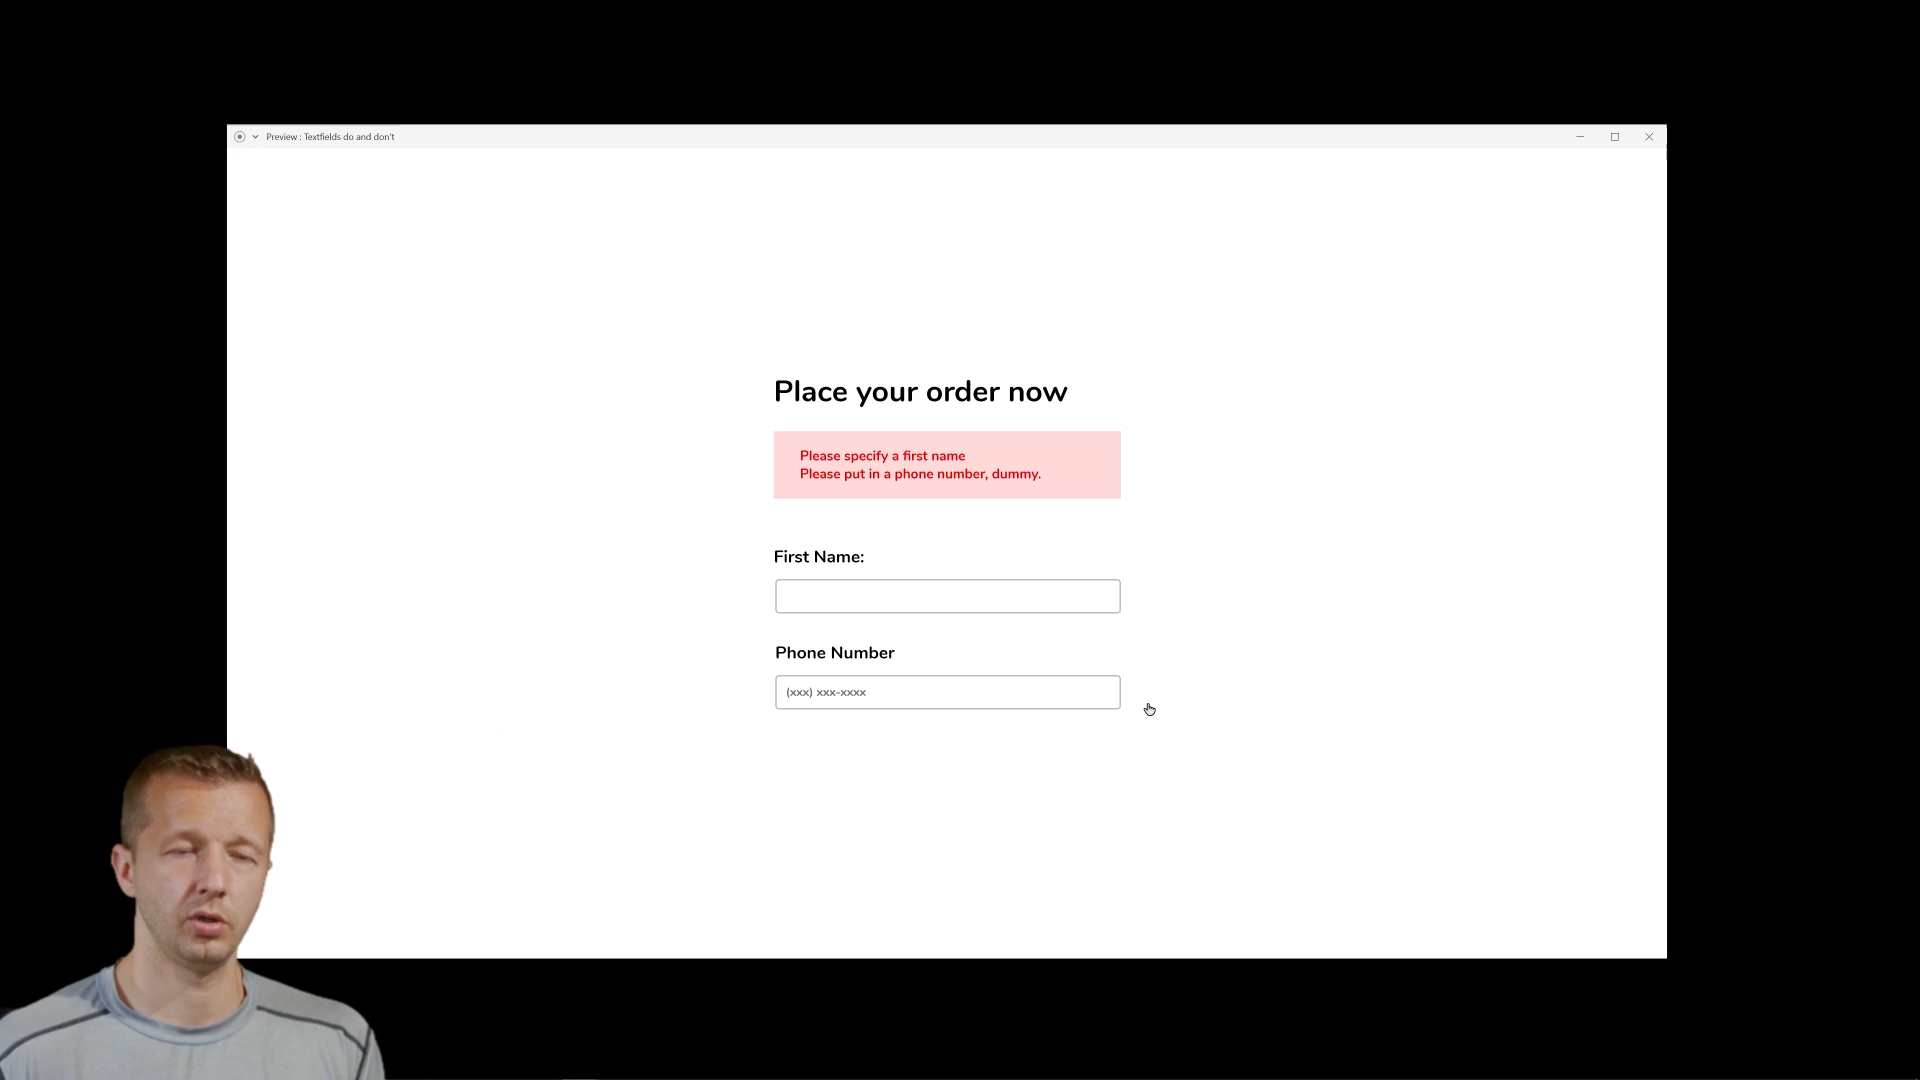 Preview : Textfields do and don't
Place your order now
Please specify a first name
Please put in a phone number, dummy.
First Name:
Phone Number
(xxx) xxx-xxxx